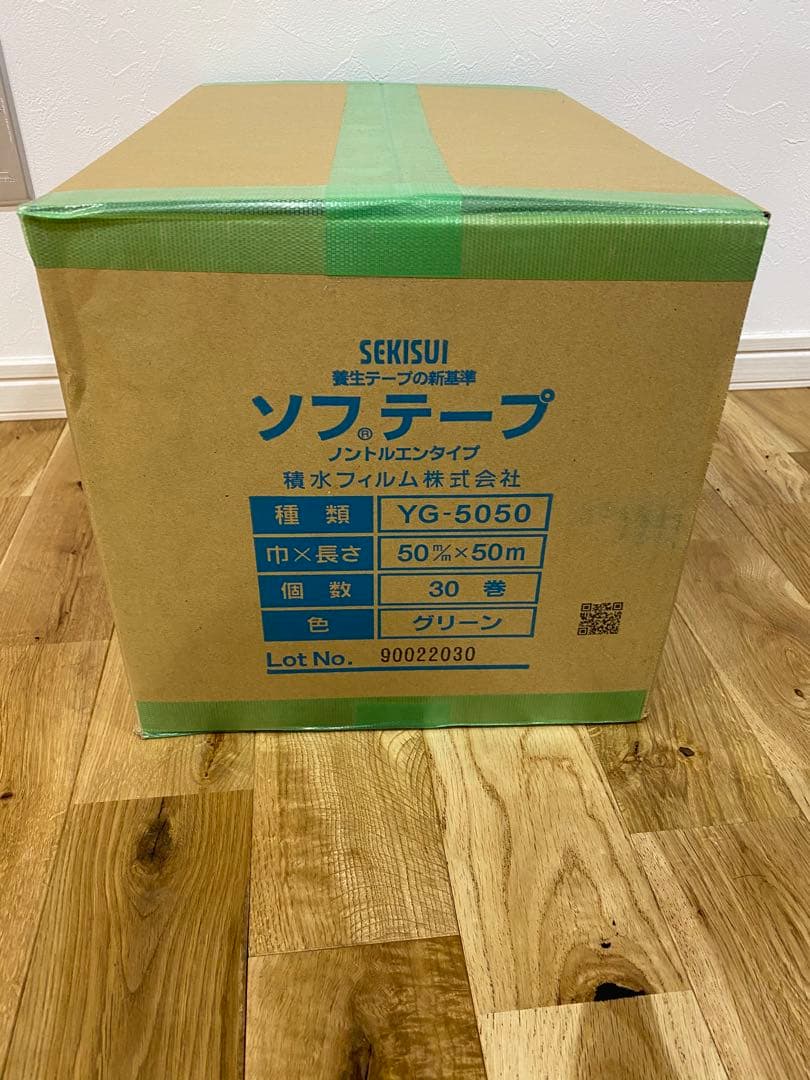 SEKISUI
養生テープの新基準
ソフ®テープ
ノントルエンタイプ
積水フィルム株式会社
種類 YG-5050
巾×長さ 50m/m×50m
個数 30巻
色 グリーン
Lot No. 90022030